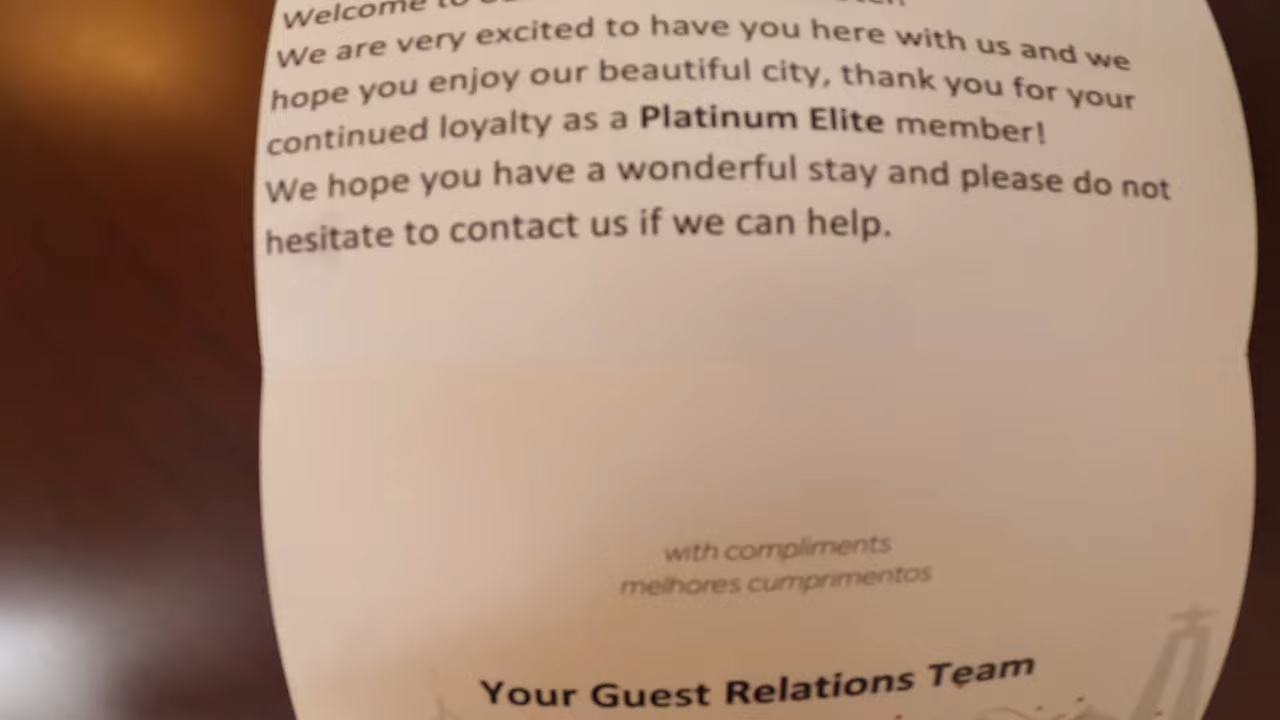 Welcome to
We are very excited to have you here with us and we
hope you enjoy our beautiful city, thank you for your
continued loyalty as a Platinum Elite member!
We hope you have a wonderful stay and please do not
hesitate to contact us if we can help.
with compliments
melhores cumprimentos
Your Guest Relations Team